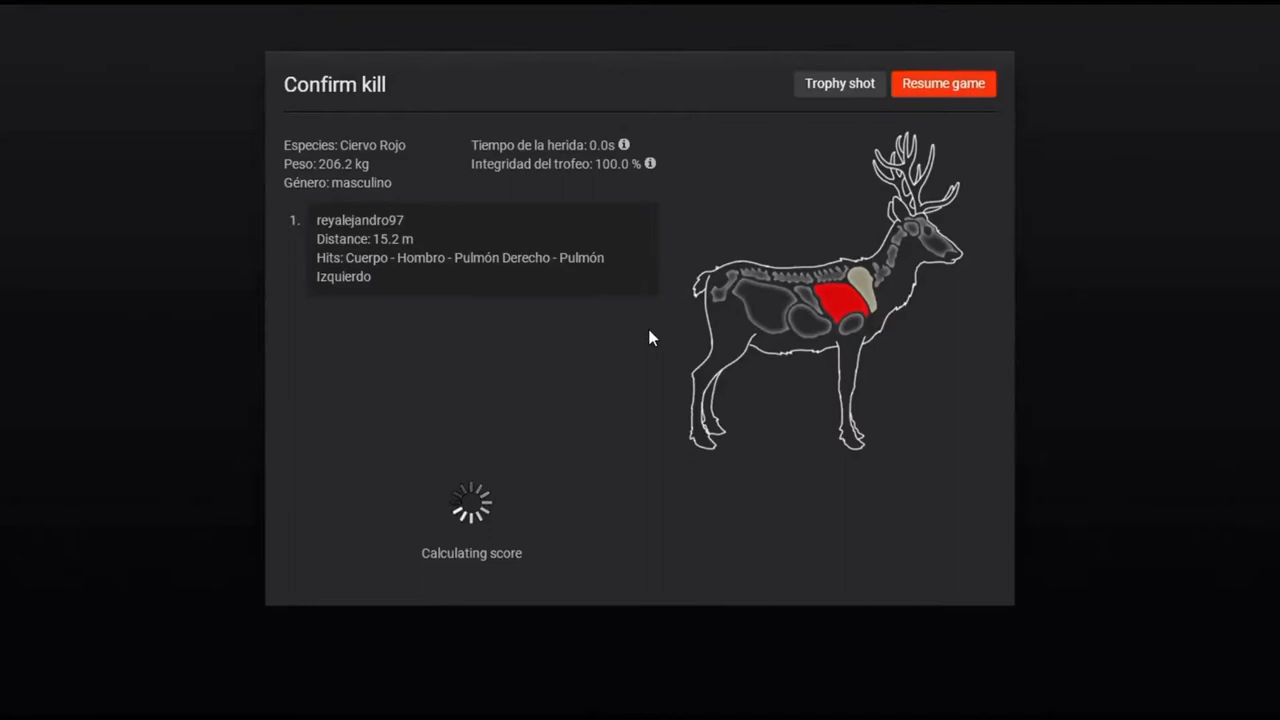 Confirm kill
Trophy shot
Resume game
Especies: Ciervo Rojo
Peso: 206.2 kg
Género: masculino
Tiempo de la herida: 0.0s
Integridad del trofeo: 100.0 %
1.
reyalejandro97
Distance: 15.2 m
Hits: Cuerpo - Hombro - Pulmón Derecho - Pulmón
Izquierdo
Calculating score